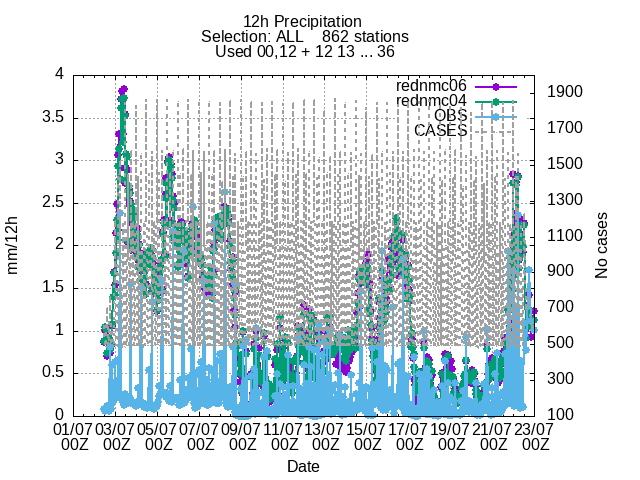 12h Precipitation
Selection: ALL    862 stations
Used 00,12 + 12 13 ... 36
rednmc06
rednmc04
OBS
CASES
4
3.5
3
2.5
2
1.5
1
0.5
0
1900
1700
1500
1300
1100
900
700
500
300
100
mm/12h
No cases
01/07 03/07 05/07 07/07 09/07 11/07 13/07 15/07 17/07 19/07 21/07 23/07
00Z 00Z 00Z 00Z 00Z 00Z 00Z 00Z 00Z 00Z 00Z 00Z
Date